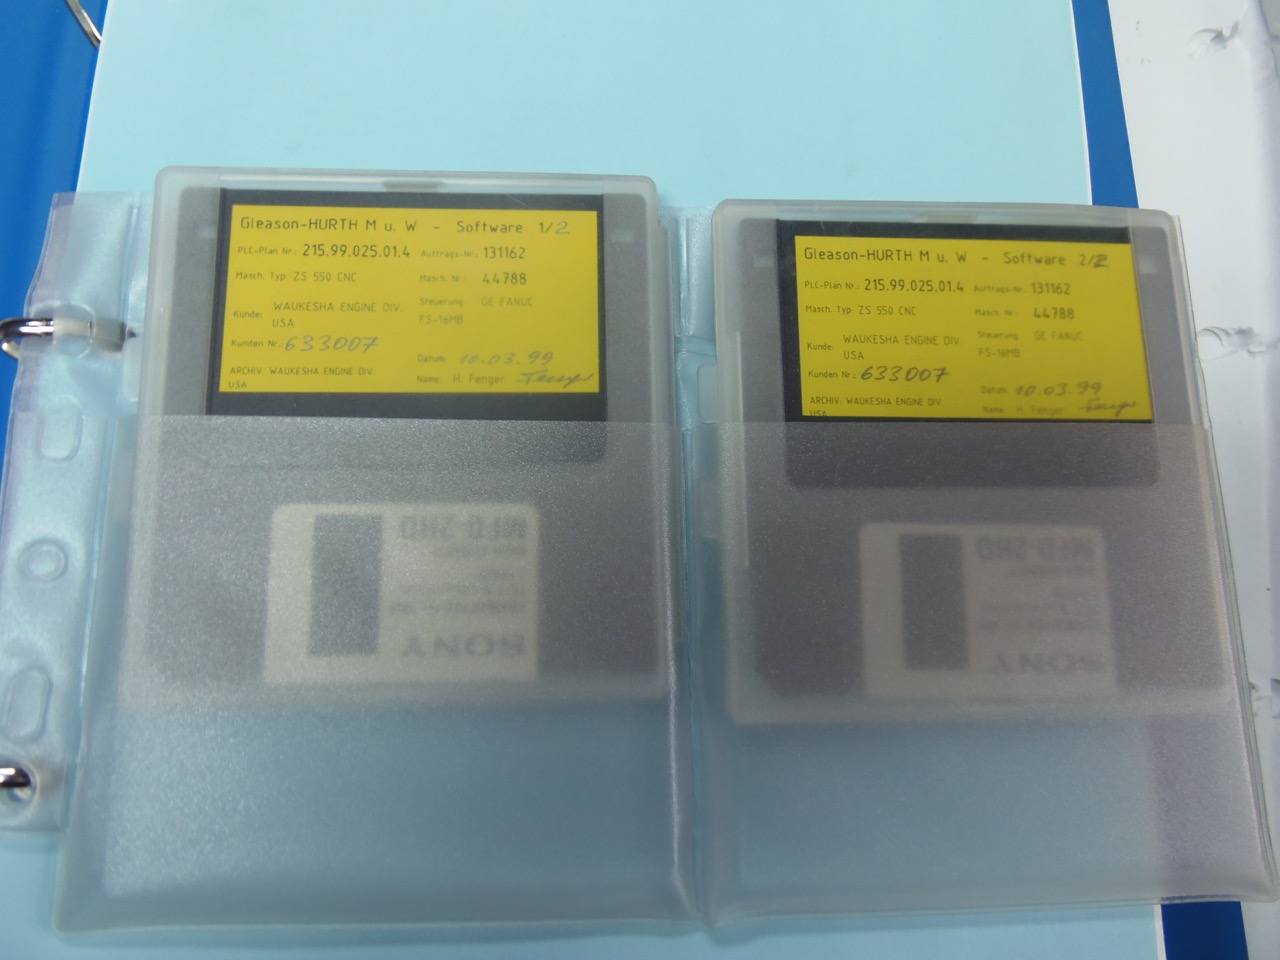 Gleason-HURTH M u. W - Software 1/2
PLC-Plan Nr.: 215.99.025.01.4 Auftrags-Nr.: 131162
Masch. Typ: ZS 550 CNC Masch. Nr.: 44788
Kunde: WAUKESHA ENGINE DIV. USA
Steuerung: GE FANUC FS-16MB
Kunden Nr.: 633007
Datum: 10.03.99
ARCHIV: WAUKESHA ENGINE DIV. USA
Name: H. Fenger Fenger
MFD-2HD
SONY
Gleason-HURTH M u. W - Software 2/2
PLC-Plan Nr.: 215.99.025.01.4 Auftrags-Nr.: 131162
Masch. Typ: ZS 550 CNC Masch. Nr.: 44788
Kunde: WAUKESHA ENGINE DIV. USA
Steuerung: GE FANUC FS-16MB
Kunden Nr.: 633007
Datum: 10.03.99
ARCHIV: WAUKESHA ENGINE DIV. USA
Name: H. Fenger Fenger
MFD-2HD
SONY